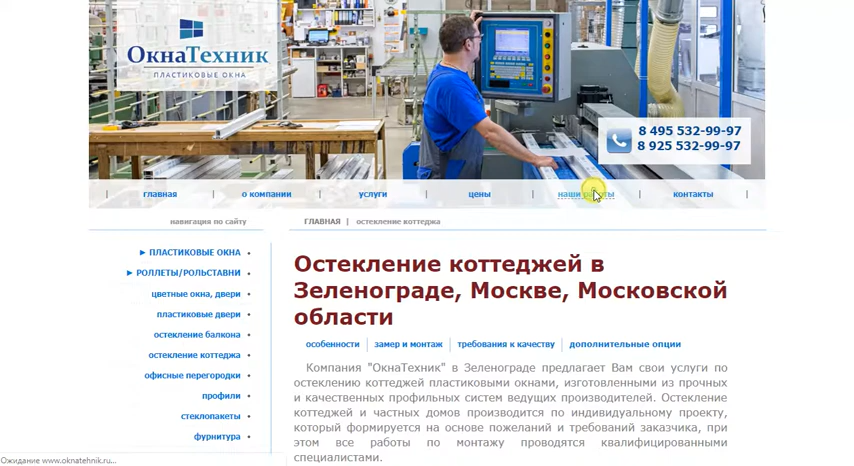 ОкнаТехник
ПЛАСТИКОВЫЕ ОКНА
8 495 532-99-97
8 925 532-99-97
главная | о компании | услуги | цены | наши работы | контакты |
навигация по сайту
ГЛАВНАЯ | остекление коттеджа
► ПЛАСТИКОВЫЕ ОКНА
► РОЛЛЕТЫ/РОЛЬСТАВНИ
цветные окна, двери
пластиковые двери
остекление балкона
остекление коттеджа
офисные перегородки
профили
стеклопакеты
фурнитура
Остекление коттеджей в
Зеленограде, Москве, Московской
области
особенности | замер и монтаж | требования к качеству | дополнительные опции
Компания "ОкнаТехник" в Зеленограде предлагает Вам свои услуги по
остеклению коттеджей пластиковыми окнами, изготовленными из прочных
и качественных профильных систем ведущих производителей. Остекление
коттеджей и частных домов производится по индивидуальному проекту,
который формируется на основе пожеланий и требований заказчика, при
этом все работы по монтажу проводятся квалифицированными
специалистами.
Ожидание www.oknatehnik.ru...